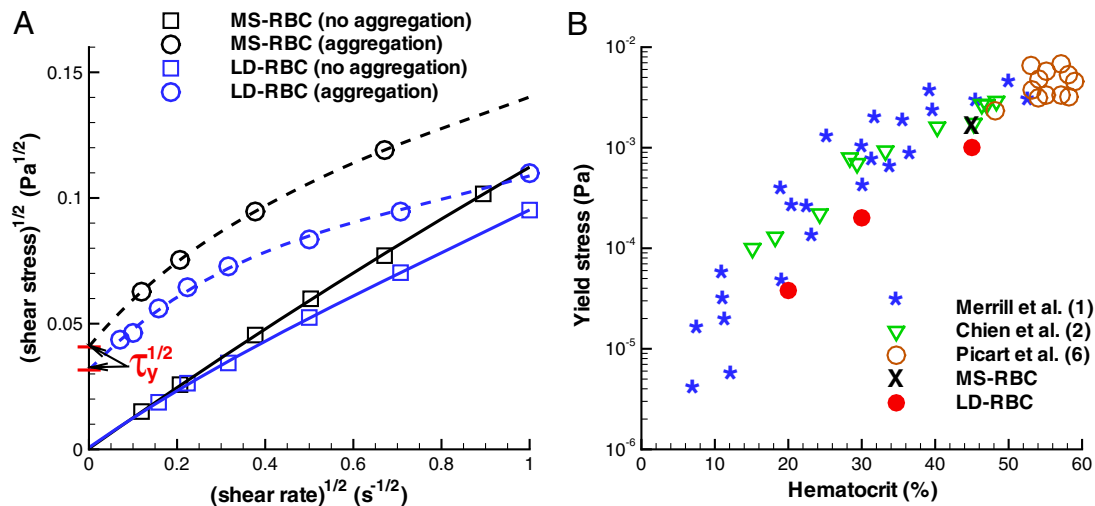 A
MS-RBC (no aggregation)
MS-RBC (aggregation)
LD-RBC (no aggregation)
LD-RBC (aggregation)
(shear stress)^1/2 (Pa^1/2)
0.15
0.1
0.05
0
τ_y^1/2
0 0.2 0.4 0.6 0.8 1
(shear rate)^1/2 (s^-1/2)
B
Yield stress (Pa)
10^-2
10^-3
10^-4
10^-5
10^-6
Merrill et al. (1)
Chien et al. (2)
Picart et al. (6)
X MS-RBC
LD-RBC
0 10 20 30 40 50 60
Hematocrit (%)